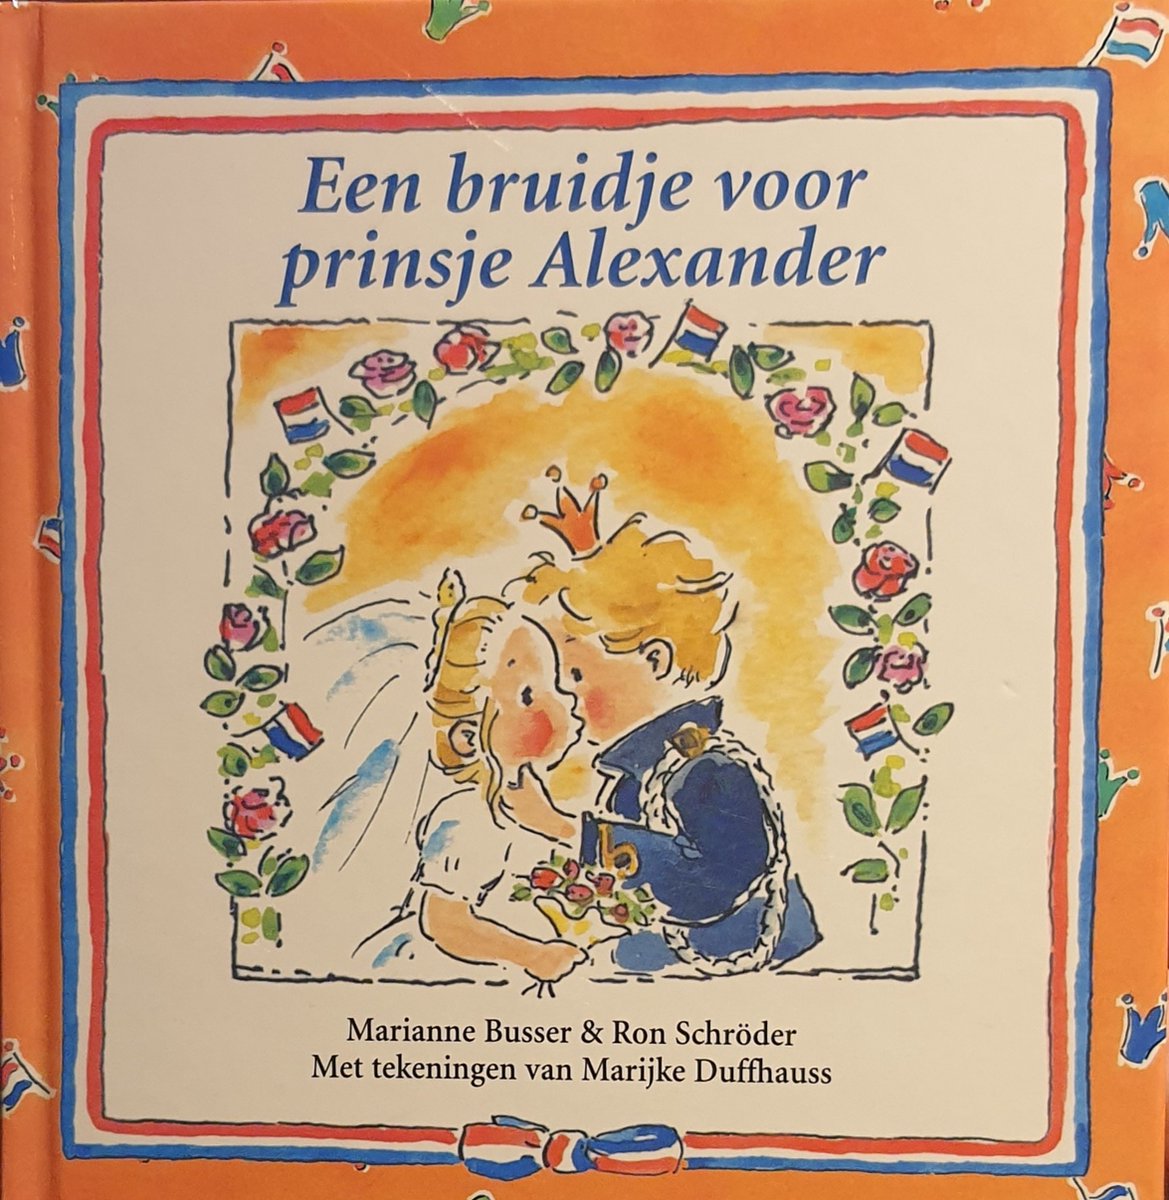 Een bruidje voor
prinsje Alexander
Marianne Busser & Ron Schröder
Met tekeningen van Marijke Duffhauss